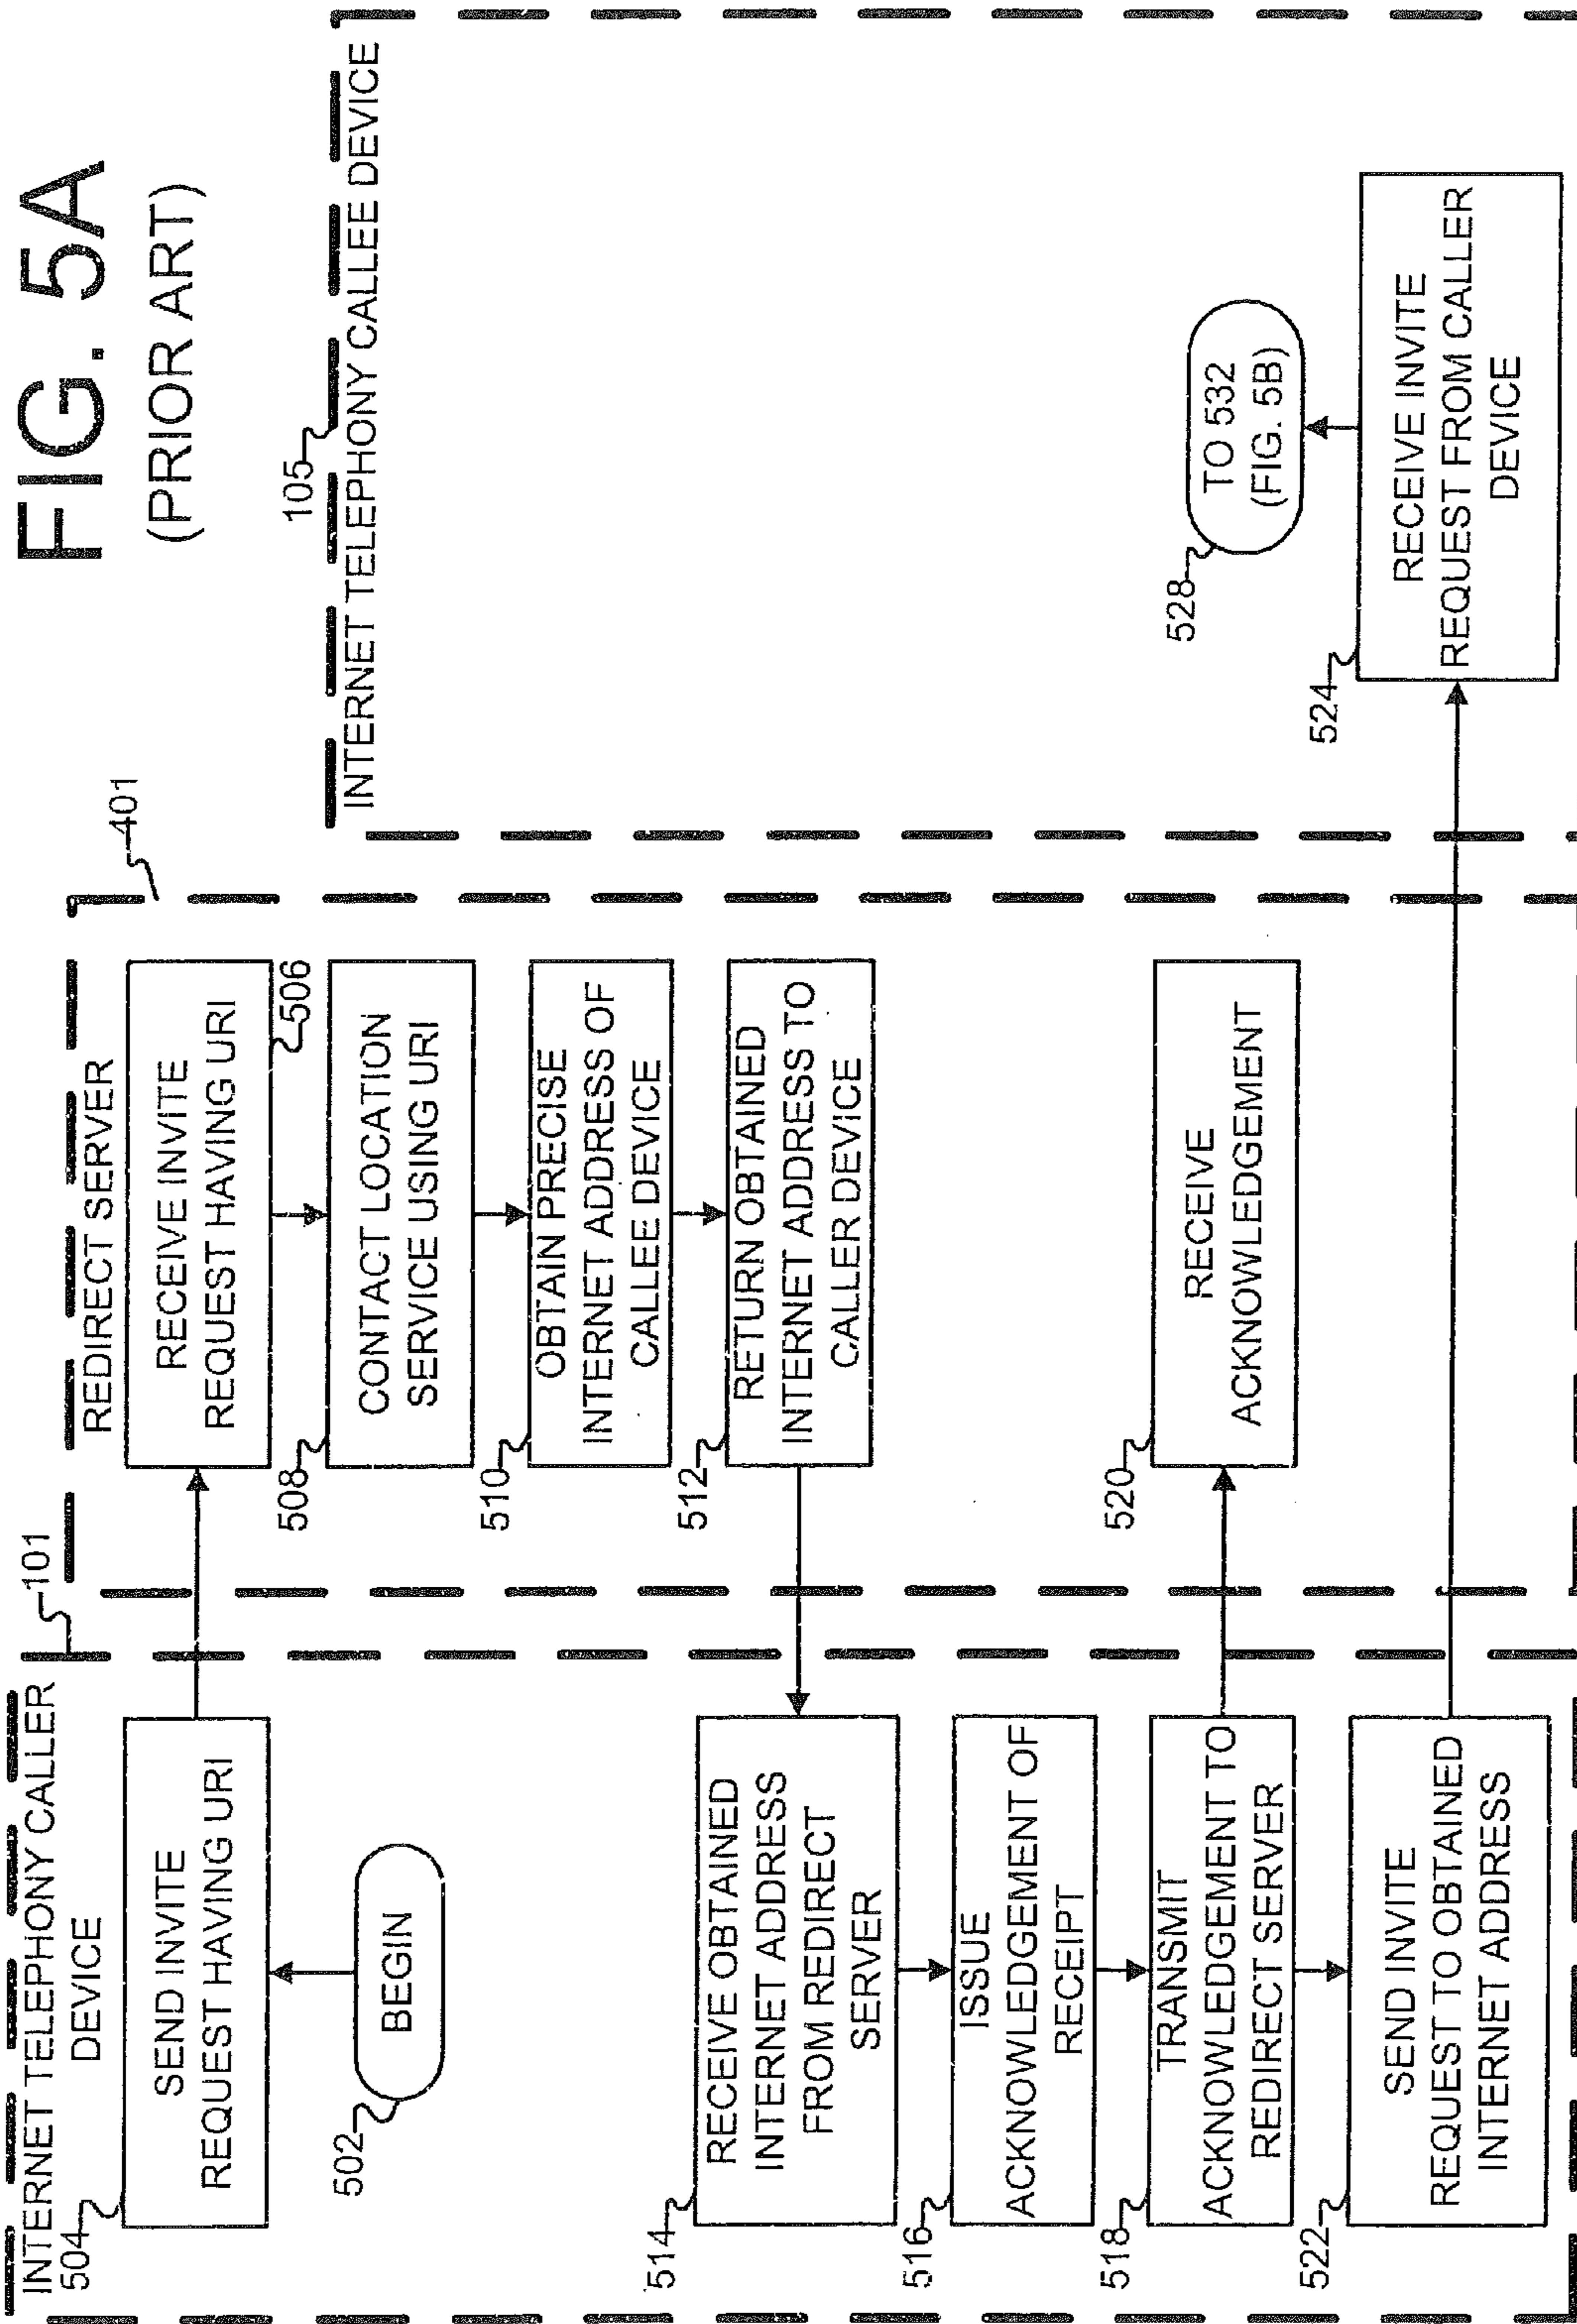 FIG. 5A
(PRIOR ART)
INTERNET TELEPHONY CALLER
DEVICE
101
504
SEND INVITE
REQUEST HAVING URI
502
BEGIN
514
RECEIVE OBTAINED
INTERNET ADDRESS
FROM REDIRECT
SERVER
516
ISSUE
ACKNOWLEDGEMENT OF
RECEIPT
518
TRANSMIT
ACKNOWLEDGEMENT TO
REDIRECT SERVER
522
SEND INVITE
REQUEST TO OBTAINED
INTERNET ADDRESS
REDIRECT SERVER
401
RECEIVE INVITE
REQUEST HAVING URI
506
508
CONTACT LOCATION
SERVICE USING URI
510
OBTAIN PRECISE
INTERNET ADDRESS OF
CALLEE DEVICE
512
RETURN OBTAINED
INTERNET ADDRESS TO
CALLER DEVICE
520
RECEIVE
ACKNOWLEDGEMENT
105
INTERNET TELEPHONY CALLEE DEVICE
528
TO 532
(FIG. 5B)
524
RECEIVE INVITE
REQUEST FROM CALLER
DEVICE